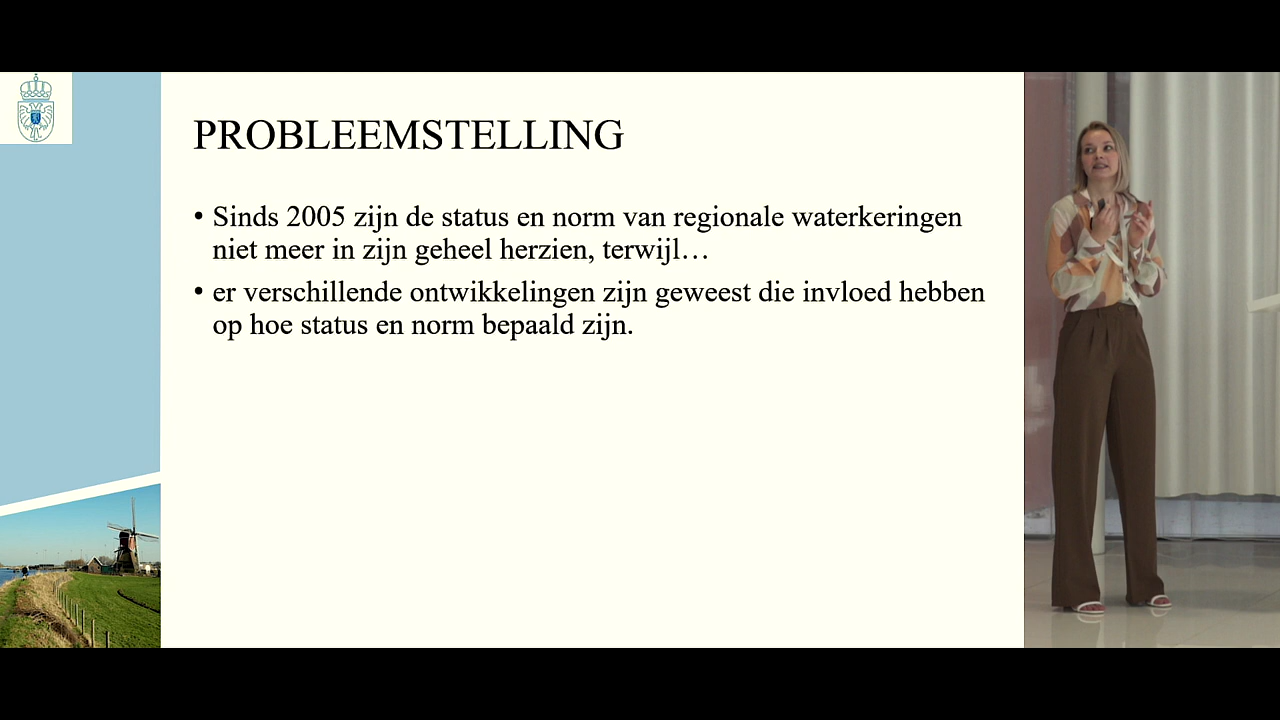 PROBLEEMSTELLING
• Sinds 2005 zijn de status en norm van regionale waterkeringen
niet meer in zijn geheel herzien, terwijl…
• er verschillende ontwikkelingen zijn geweest die invloed hebben
op hoe status en norm bepaald zijn.